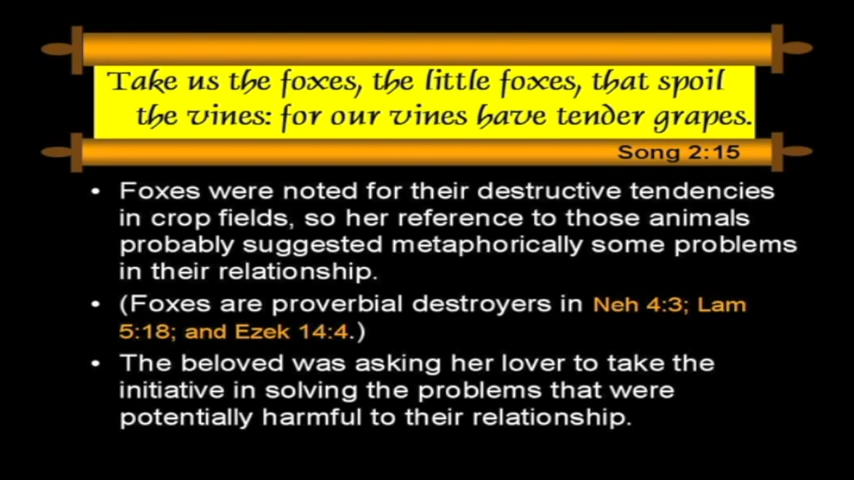 Take us the foxes, the little foxes, that spoil
the vines: for our vines have tender grapes.
Song 2:15
• Foxes were noted for their destructive tendencies
in crop fields, so her reference to those animals
probably suggested metaphorically some problems
in their relationship.
• (Foxes are proverbial destroyers in Neh 4:3; Lam
5:18; and Ezek 14:4.)
• The beloved was asking her lover to take the
initiative in solving the problems that were
potentially harmful to their relationship.